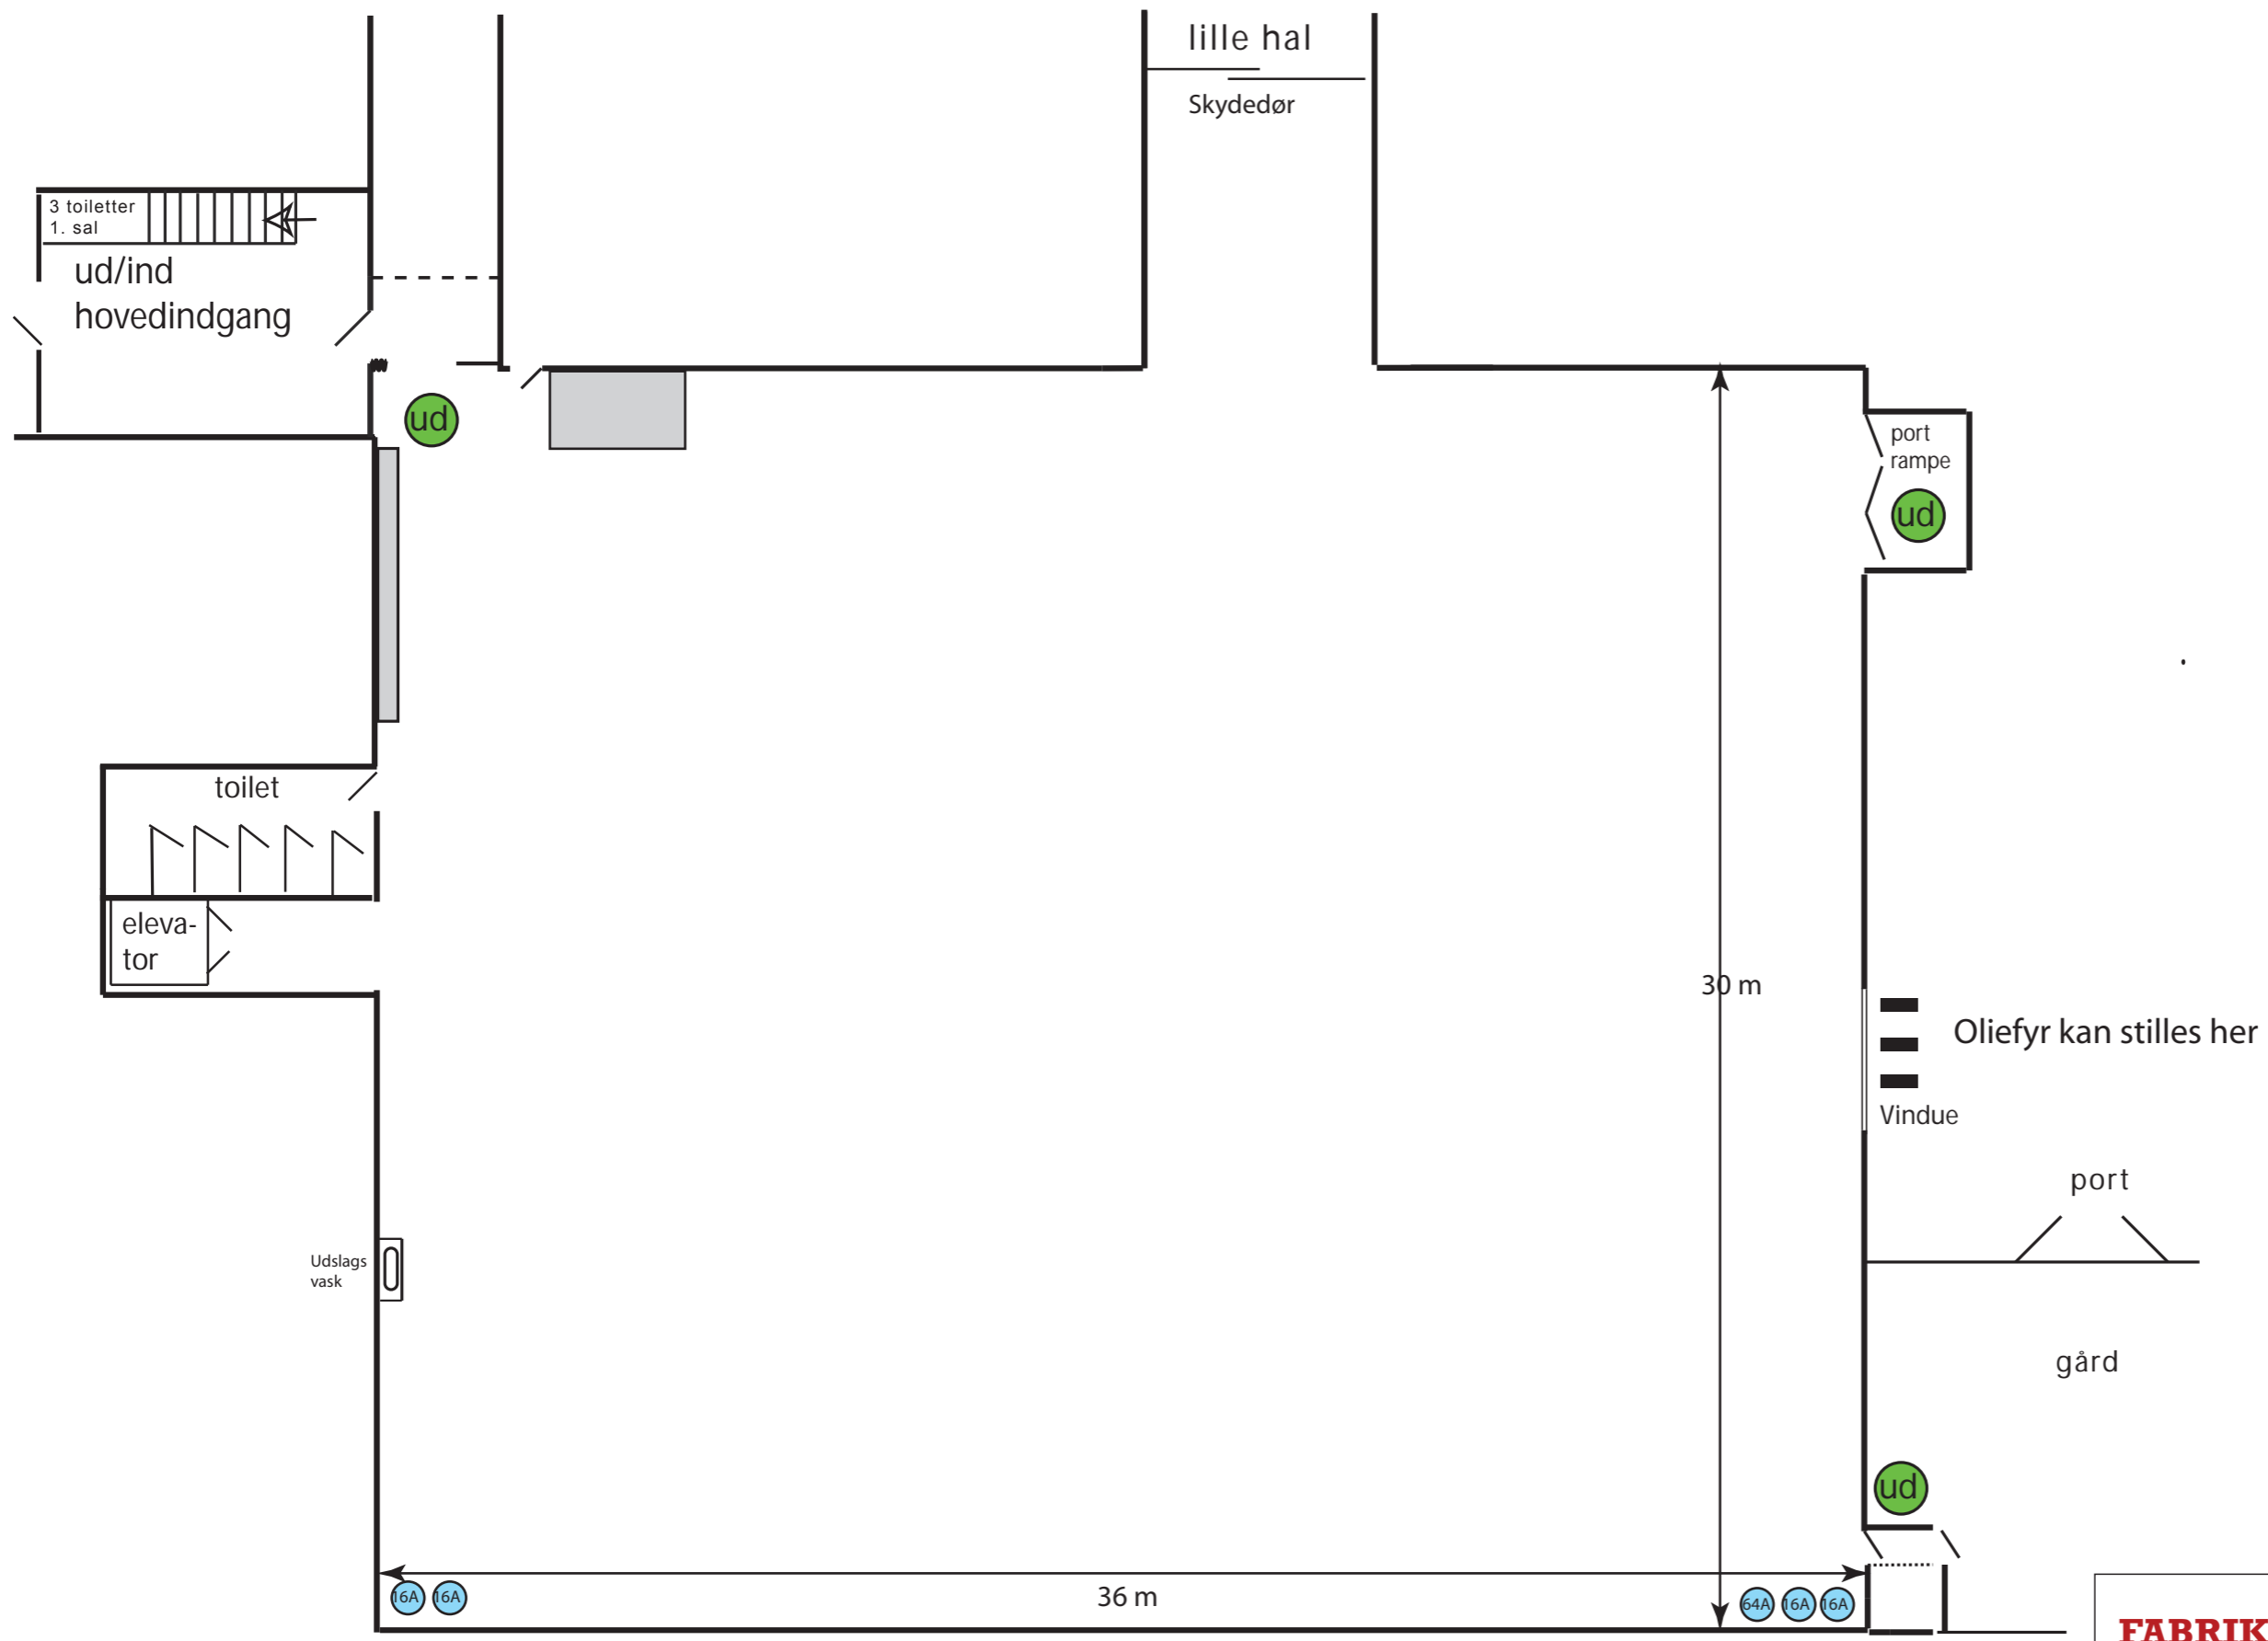 lille hal
Skydedør
3 toiletter
1. sal
ud/ind
hovedindgang
ud
port
rampe
ud
toilet
eleva-
tor
30 m
Oliefyr kan stilles her
Vindue
port
Udslags
vask
gård
ud
36 m
16A 16A
64A 16A 16A
FABRIK